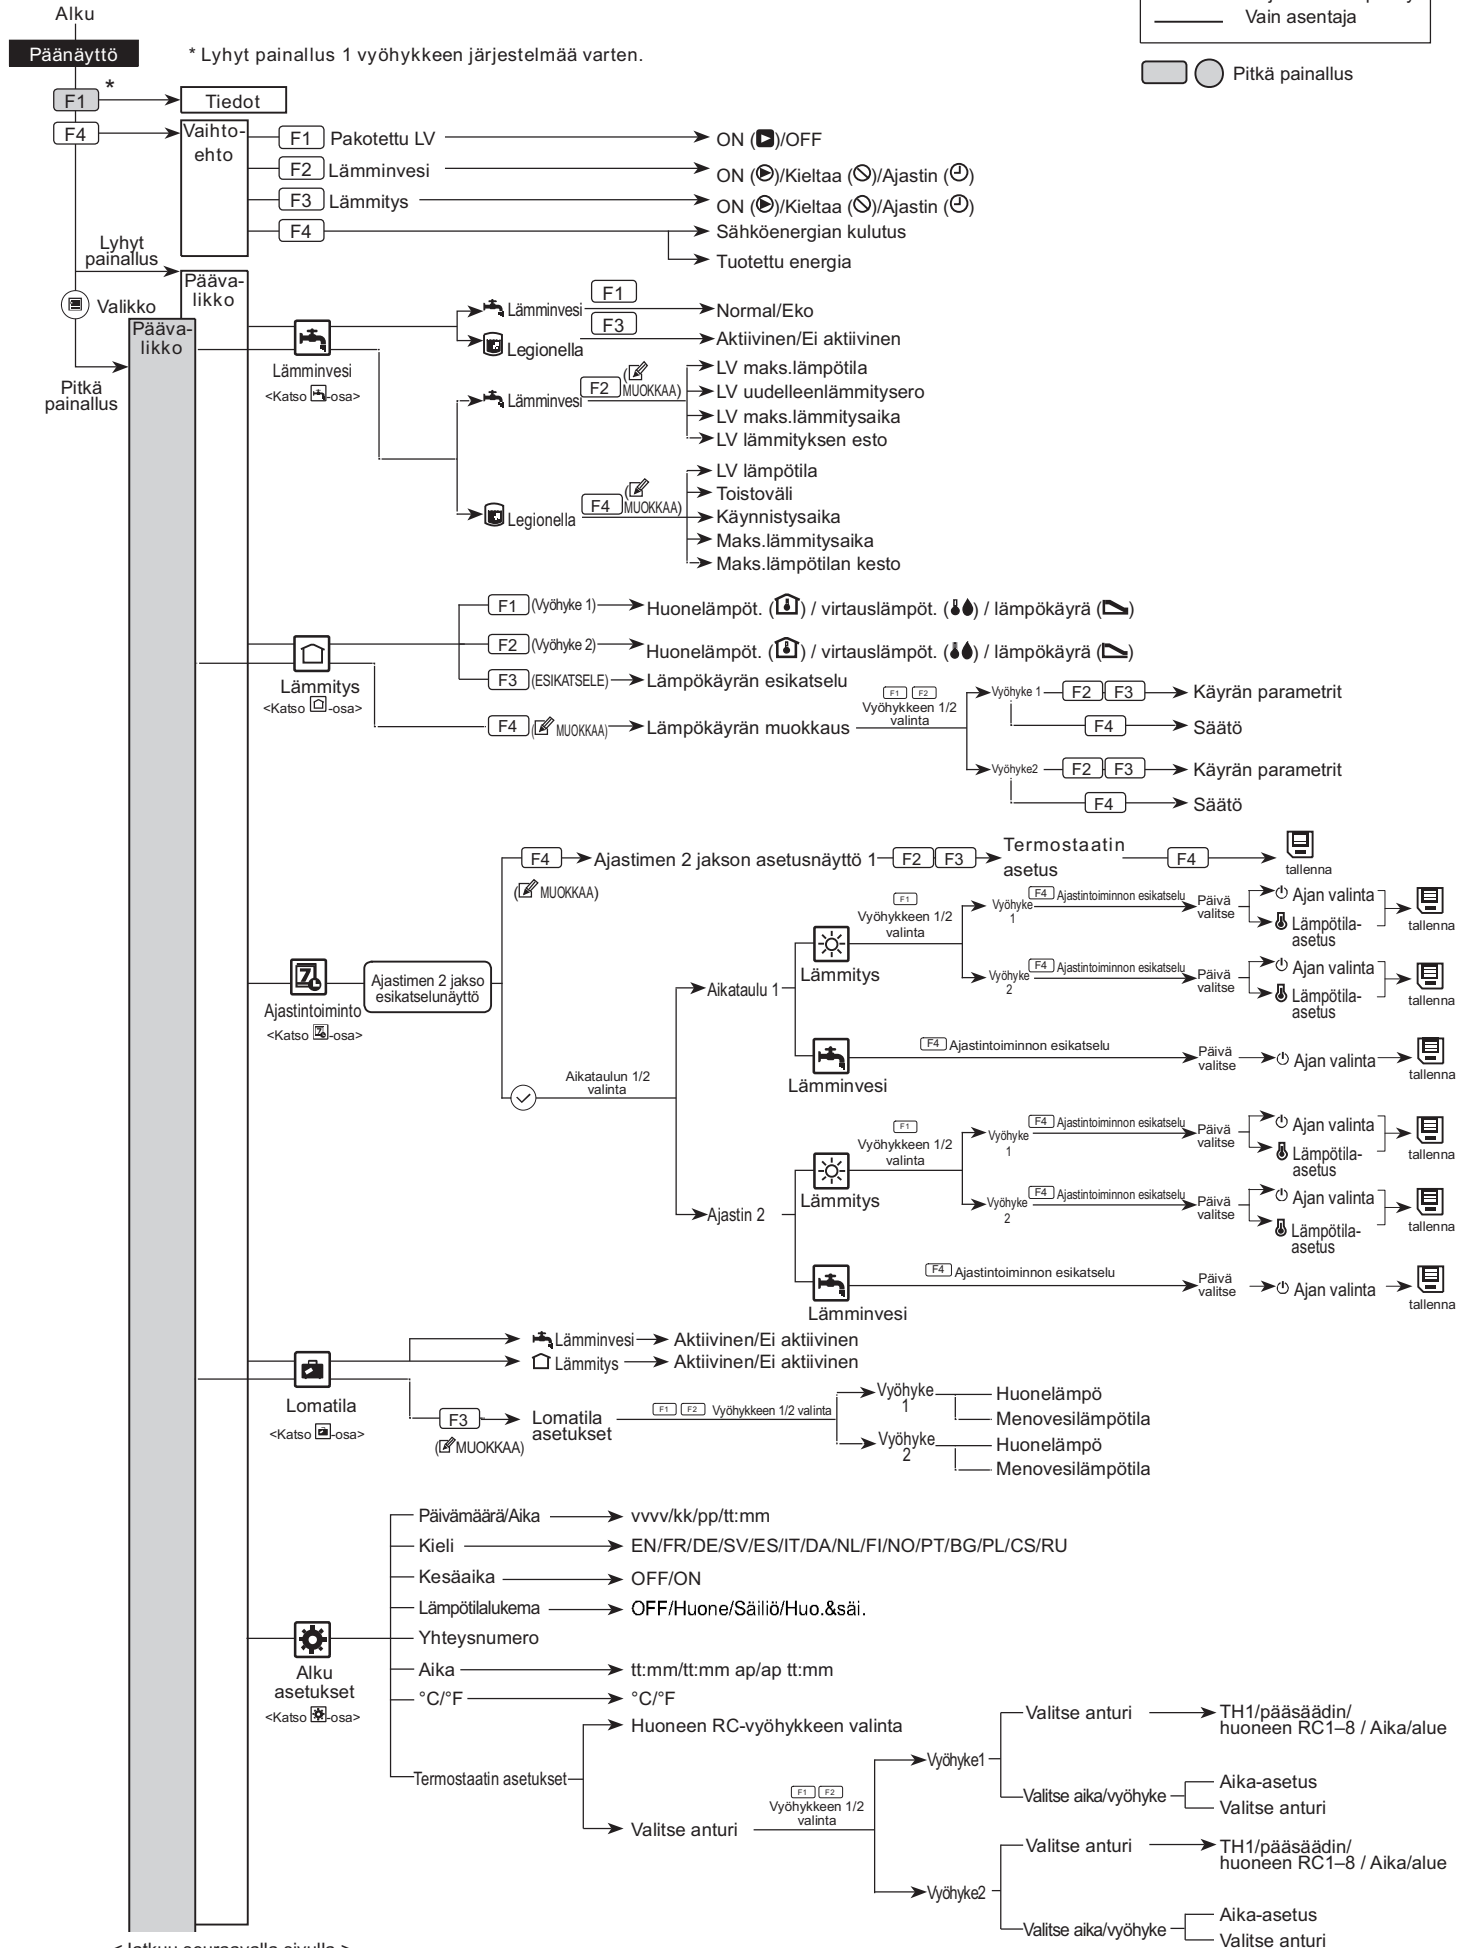 Alku
Vain asentaja
Päänäyttö
* Lyhyt painallus 1 vyöhykkeen järjestelmää varten.
Pitkä painallus
F1 * Tiedot
F4 Vaihto-
ehto
F1 Pakotettu LV ON ( )/OFF
F2 Lämminvesi ON ( )/Kieltaa ( )/Ajastin ( )
F3 Lämmitys ON ( )/Kieltaa ( )/Ajastin ( )
F4 Sähköenergian kulutus
Tuotettu energia
Lyhyt
painallus
Pääva-
likko
Valikko
Pääva-
likko
Pitkä
painallus
Lämminvesi
<Katso -osa>
Lämminvesi F1 Normal/Eko
Legionella F3 Aktiivinen/Ei aktiivinen
Lämminvesi F2 ( MUOKKAA)
LV maks.lämpötila
LV uudelleenlämmitysero
LV maks.lämmitysaika
LV lämmityksen esto
Legionella F4 ( MUOKKAA)
LV lämpötila
Toistoväli
Käynnistysaika
Maks.lämmitysaika
Maks.lämpötilan kesto
Lämmitys
<Katso -osa>
F1 (Vyöhyke 1) Huonelämpöt. ( ) / virtauslämpöt. ( ) / lämpökäyrä ( )
F2 (Vyöhyke 2) Huonelämpöt. ( ) / virtauslämpöt. ( ) / lämpökäyrä ( )
F3 (ESIKATSELE) Lämpökäyrän esikatselu
F4 ( MUOKKAA) Lämpökäyrän muokkaus
F1 F2
Vyöhykkeen 1/2
valinta
Vyöhyke 1 F2 F3 Käyrän parametrit
F4 Säätö
Vyöhyke2 F2 F3 Käyrän parametrit
F4 Säätö
Ajastintoiminto
<Katso -osa>
Ajastimen 2 jakso
esikatselunäyttö
F4 Ajastimen 2 jakson asetusnäyttö 1 F2 F3 Termostaatin
asetus F4 tallenna
( MUOKKAA)
Aikataulun 1/2
valinta
Aikataulu 1
Lämmitys
F1
Vyöhykkeen 1/2
valinta
Vyöhyke
1
F4 Ajastintoiminnon esikatselu
Päivä
valitse
Ajan valinta
Lämpötila-
asetus
tallenna
Vyöhyke
2
F4 Ajastintoiminnon esikatselu
Päivä
valitse
Ajan valinta
Lämpötila-
asetus
tallenna
Lämminvesi
F4 Ajastintoiminnon esikatselu
Päivä
valitse
Ajan valinta
tallenna
Ajastin 2
Lämmitys
F1
Vyöhykkeen 1/2
valinta
Vyöhyke
1
F4 Ajastintoiminnon esikatselu
Päivä
valitse
Ajan valinta
Lämpötila-
asetus
tallenna
Vyöhyke
2
F4 Ajastintoiminnon esikatselu
Päivä
valitse
Ajan valinta
Lämpötila-
asetus
tallenna
Lämminvesi
F4 Ajastintoiminnon esikatselu
Päivä
valitse
Ajan valinta
tallenna
Lomatila
<Katso -osa>
Lämminvesi Aktiivinen/Ei aktiivinen
Lämmitys Aktiivinen/Ei aktiivinen
F3
( MUOKKAA)
Lomatila
asetukset
F1 F2 Vyöhykkeen 1/2 valinta
Vyöhyke
1
Huonelämpö
Menovesilämpötila
Vyöhyke
2
Huonelämpö
Menovesilämpötila
Alku
asetukset
<Katso -osa>
Päivämäärä/Aika vvvv/kk/pp/tt:mm
Kieli EN/FR/DE/SV/ES/IT/DA/NL/FI/NO/PT/BG/PL/CS/RU
Kesäaika OFF/ON
Lämpötilalukema OFF/Huone/Säiliö/Huo.&säi.
Yhteysnumero
Aika tt:mm/tt:mm ap/ap tt:mm
°C/°F °C/°F
Termostaatin asetukset
Huoneen RC-vyöhykkeen valinta
Valitse anturi
F1 F2
Vyöhykkeen 1/2
valinta
Vyöhyke1
Valitse anturi TH1/pääsäädin/
huoneen RC1–8 / Aika/alue
Valitse aika/vyöhyke
Aika-asetus
Valitse anturi
Vyöhyke2
Valitse anturi TH1/pääsäädin/
huoneen RC1–8 / Aika/alue
Valitse aika/vyöhyke
Aika-asetus
Valitse anturi